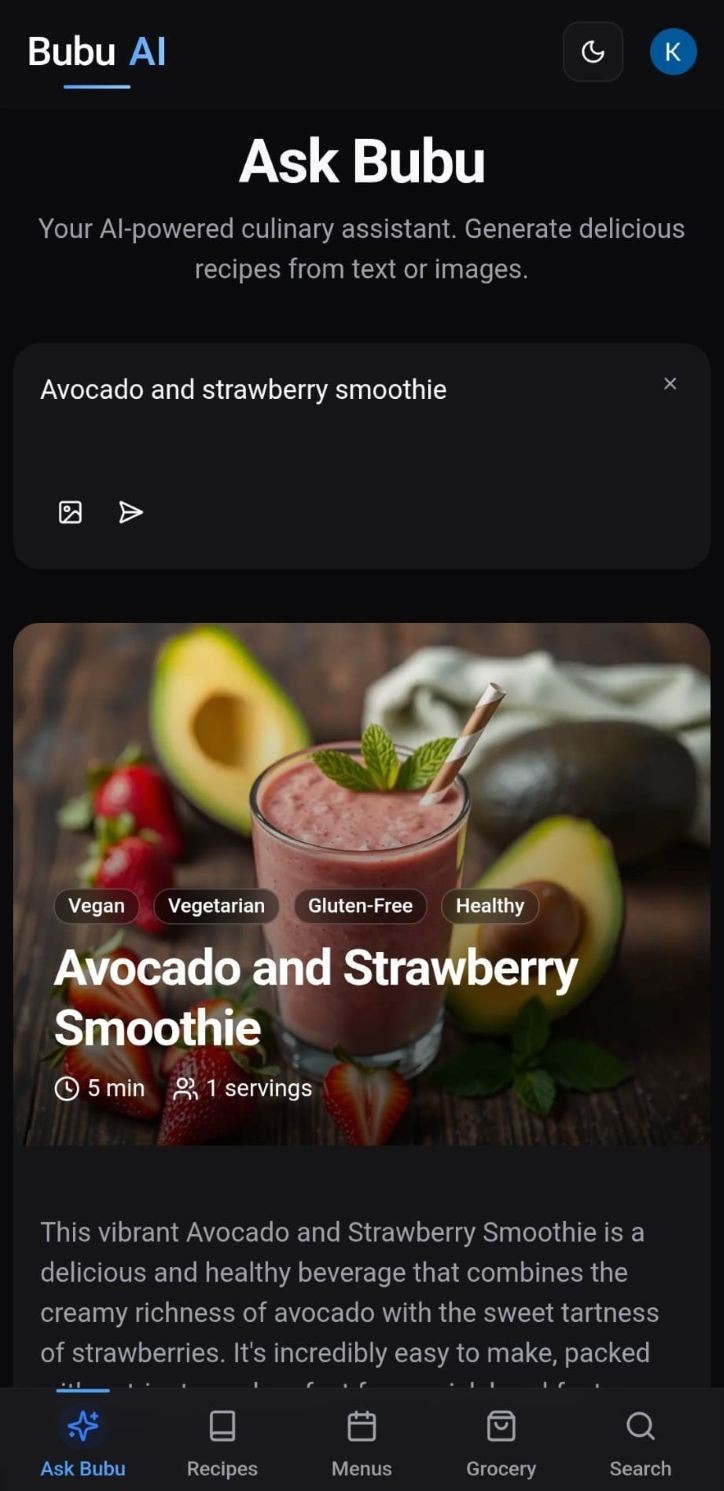 Bubu AI
K
Ask Bubu
Your AI-powered culinary assistant. Generate delicious
recipes from text or images.
Avocado and strawberry smoothie
Vegan Vegetarian Gluten-Free Healthy
Avocado and Strawberry
Smoothie
5 min 1 servings
This vibrant Avocado and Strawberry Smoothie is a
delicious and healthy beverage that combines the
creamy richness of avocado with the sweet tartness
of strawberries. It's incredibly easy to make, packed
Ask Bubu Recipes Menus Grocery Search